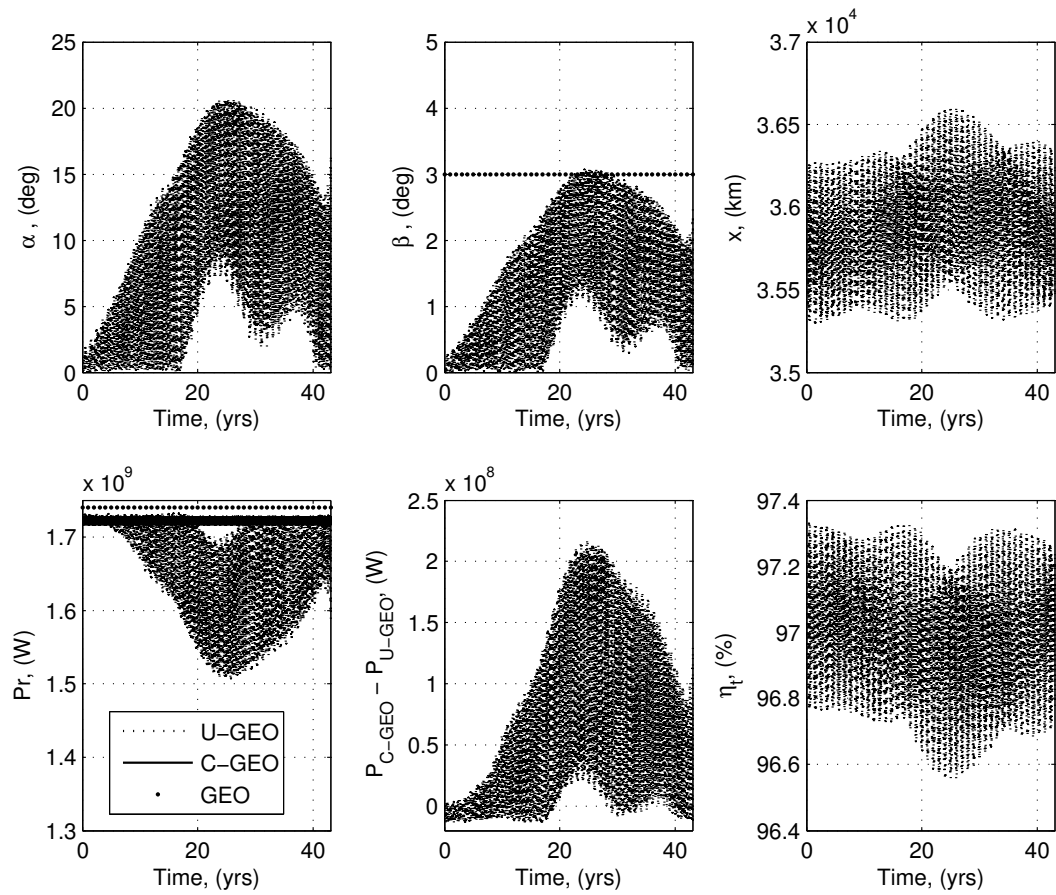 25
20
15
10
5
0
α , (deg)
0 20 40
Time, (yrs)
5
4
3
2
1
0
β , (deg)
0 20 40
Time, (yrs)
x 10^4
3.7
3.65
3.6
3.55
3.5
x, (km)
0 20 40
Time, (yrs)
x 10^9
1.7
1.6
1.5
1.4
1.3
Pr, (W)
U−GEO
C−GEO
GEO
0 20 40
Time, (yrs)
x 10^8
2.5
2
1.5
1
0.5
0
P_{C−GEO} − P_{U−GEO}, (W)
0 20 40
Time, (yrs)
97.4
97.2
97
96.8
96.6
96.4
η_t, (%)
0 20 40
Time, (yrs)